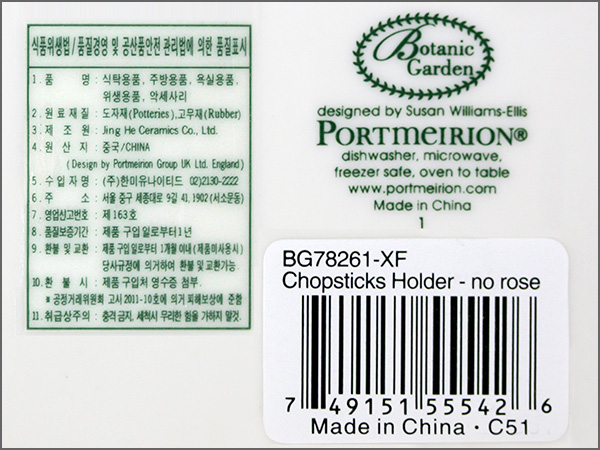 식품위생법 / 품질경영 및 공산품안전 관리법에 의한 품질표시
1. 품 명 : 식탁용품, 주방용품, 욕실용품,
위생용품, 악세사리
2. 원 료 재 질 : 도자재(Potteries), 고무재(Rubber)
3. 제 조 원 : Jing He Ceramics Co., Ltd.
4. 원 산 지 : 중국/CHINA
(Design by Portmeirion Group UK Ltd. England)
5. 수 입 자 명 : (주)한미유나이티드 02)2130-2222
6. 주 소 : 서울 중구 세종대로 9길 41, 1902 (서소문동)
7. 영업신고번호 : 제 163호
8. 품질보증기간 : 제품 구입일로부터 1년
9. 환불 및 교환 : 제품 구입일로부터 1개월 이내 (제품미사용시)
당사규정에 의거하여 환불 및 교환가능.
10. 환 불 시 : 제품 구입처 영수증 첨부.
※ 공정거래위원회 고시 2011-10호에 의거 피해보상에 준함
11. 취급상주의 : 충격 금지, 세척시 무리한 힘을 가하지 말것.
Botanic
Garden
designed by Susan Williams-Ellis
PORTMEIRION®
dishwasher, microwave,
freezer safe, oven to table
www.portmeirion.com
Made in China
1
BG78261-XF
Chopsticks Holder - no rose
7 49151 55542 6
Made in China · C51